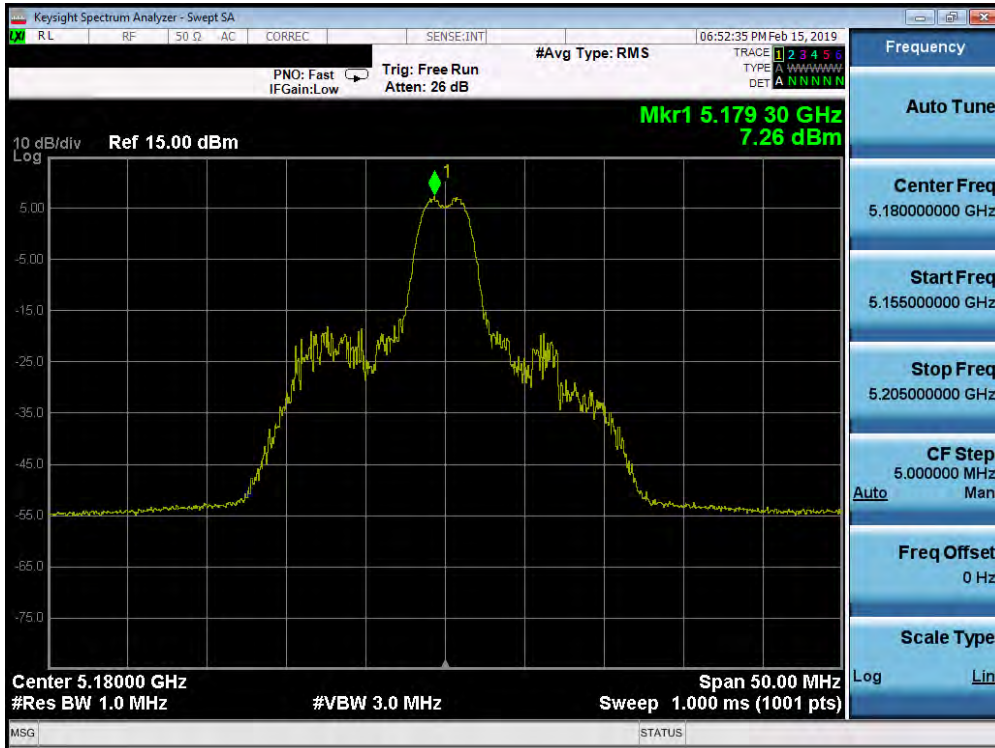 Keysight Spectrum Analyzer - Swept SA
LXI RL RF 50 Ω AC CORREC SENSE:INT 06:52:35 PM Feb 15, 2019
#Avg Type: RMS TRACE 1 2 3 4 5 6
PNO: Fast Trig: Free Run TYPE A WWWWW
IFGain:Low Atten: 26 dB DET A N N N N N
Mkr1 5.179 30 GHz
7.26 dBm
10 dB/div Ref 15.00 dBm
Log
1
5.00
-5.00
-15.0
-25.0
-35.0
-45.0
-55.0
-65.0
-75.0
Center 5.18000 GHz Span 50.00 MHz
#Res BW 1.0 MHz #VBW 3.0 MHz Sweep 1.000 ms (1001 pts)
MSG STATUS
Frequency
Auto Tune
Center Freq
5.180000000 GHz
Start Freq
5.155000000 GHz
Stop Freq
5.205000000 GHz
CF Step
5.000000 MHz
Auto Man
Freq Offset
0 Hz
Scale Type
Log Lin